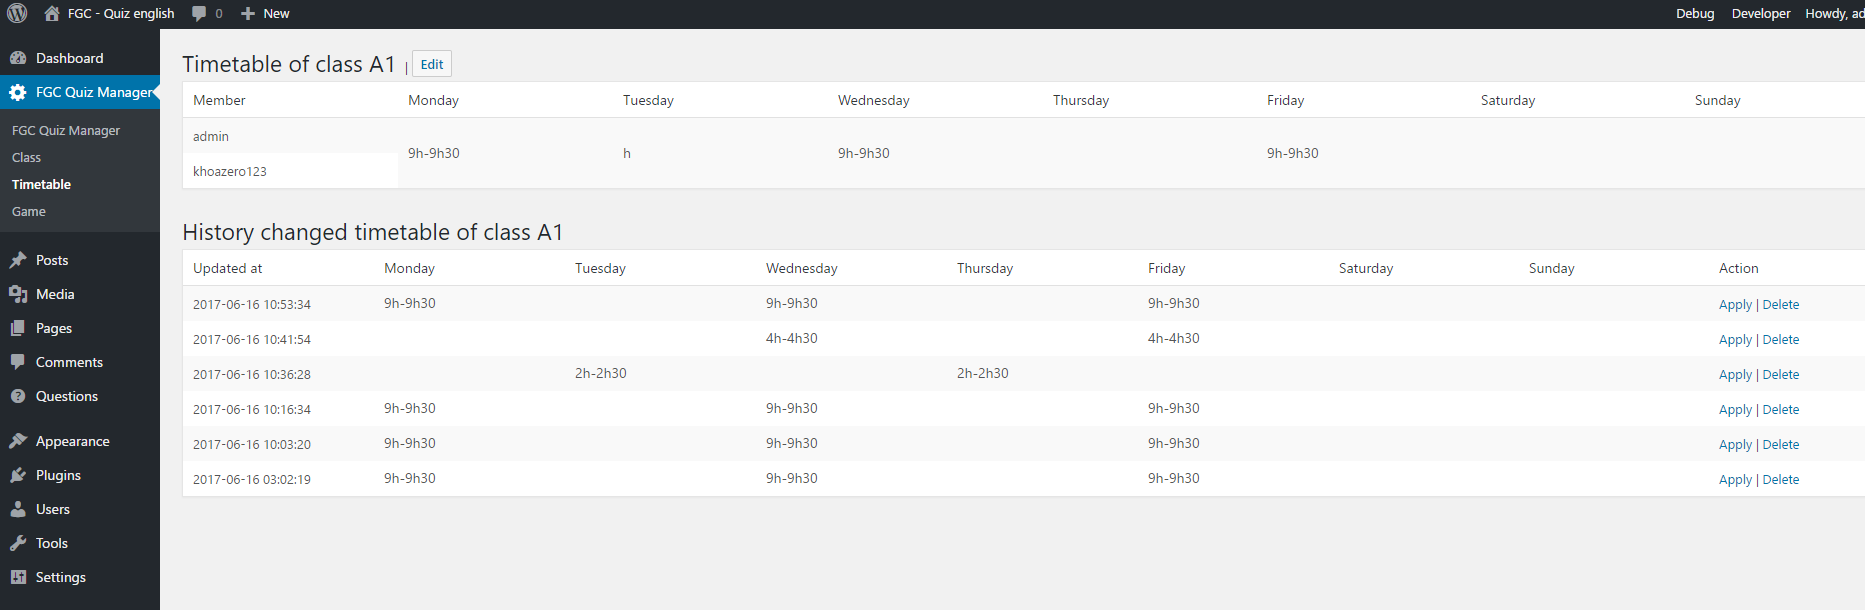 FGC - Quiz english 0 New Debug Developer Howdy, ad
Dashboard
FGC Quiz Manager
FGC Quiz Manager
Class
Timetable
Game
Posts
Media
Pages
Comments
Questions
Appearance
Plugins
Users
Tools
Settings
Timetable of class A1 | Edit
Member Monday Tuesday Wednesday Thursday Friday Saturday Sunday
admin
9h-9h30 h 9h-9h30 9h-9h30
khoazero123
History changed timetable of class A1
Updated at Monday Tuesday Wednesday Thursday Friday Saturday Sunday Action
2017-06-16 10:53:34 9h-9h30 9h-9h30 9h-9h30 Apply | Delete
2017-06-16 10:41:54 4h-4h30 4h-4h30 Apply | Delete
2017-06-16 10:36:28 2h-2h30 2h-2h30 Apply | Delete
2017-06-16 10:16:34 9h-9h30 9h-9h30 9h-9h30 Apply | Delete
2017-06-16 10:03:20 9h-9h30 9h-9h30 9h-9h30 Apply | Delete
2017-06-16 03:02:19 9h-9h30 9h-9h30 9h-9h30 Apply | Delete